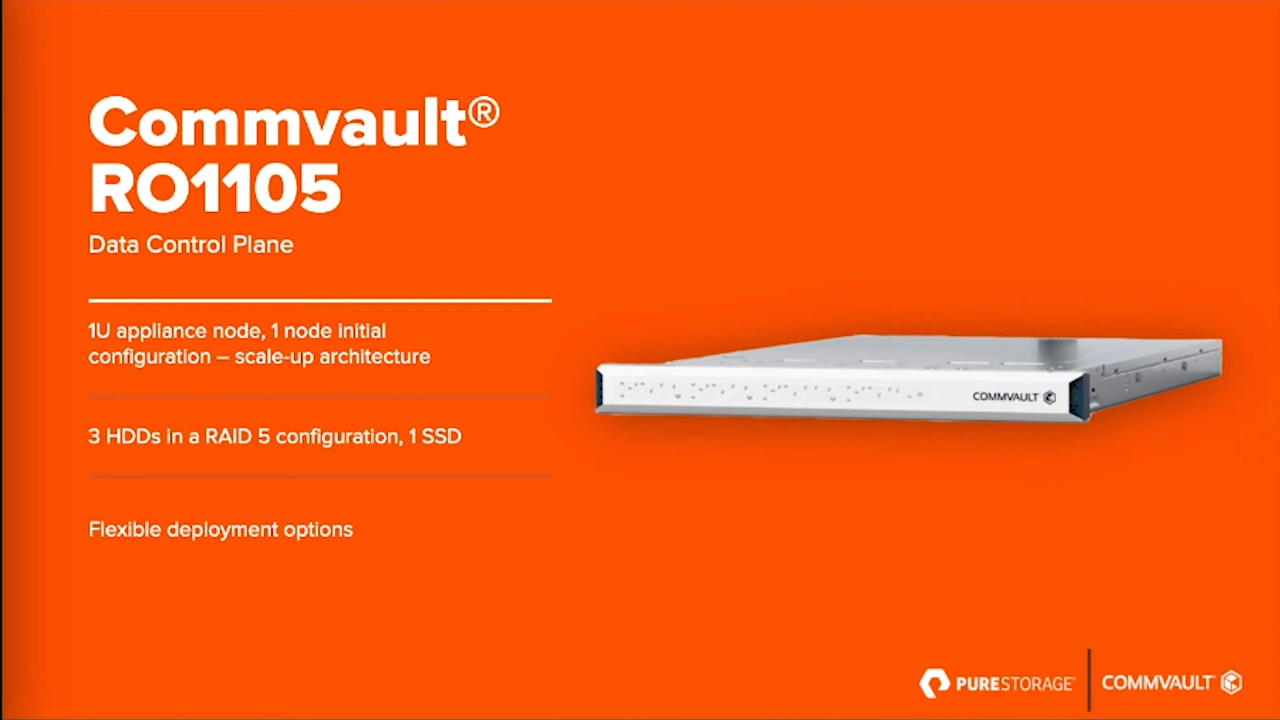 Commvault®
RO1105
Data Control Plane
1U appliance node, 1 node initial
configuration – scale-up architecture
3 HDDs in a RAID 5 configuration, 1 SSD
Flexible deployment options
COMMVAULT
PURESTORAGE®
COMMVAULT